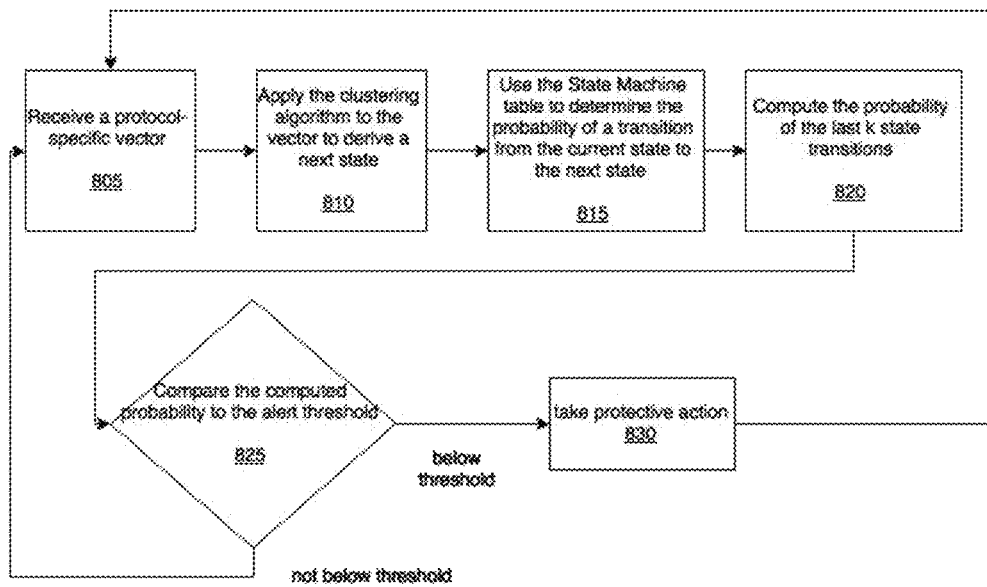 Receive a protocol-
specific vector
805
Apply the clustering
algorithm to the
vector to derive a
next state
810
Use the State Machine
table to determine the
probability of a transition
from the current state to
the next state
815
Compute the probability
of the last k state
transitions
820
Compare the computed
probability to the alert threshold
825
below
threshold
take protective action
830
not below threshold